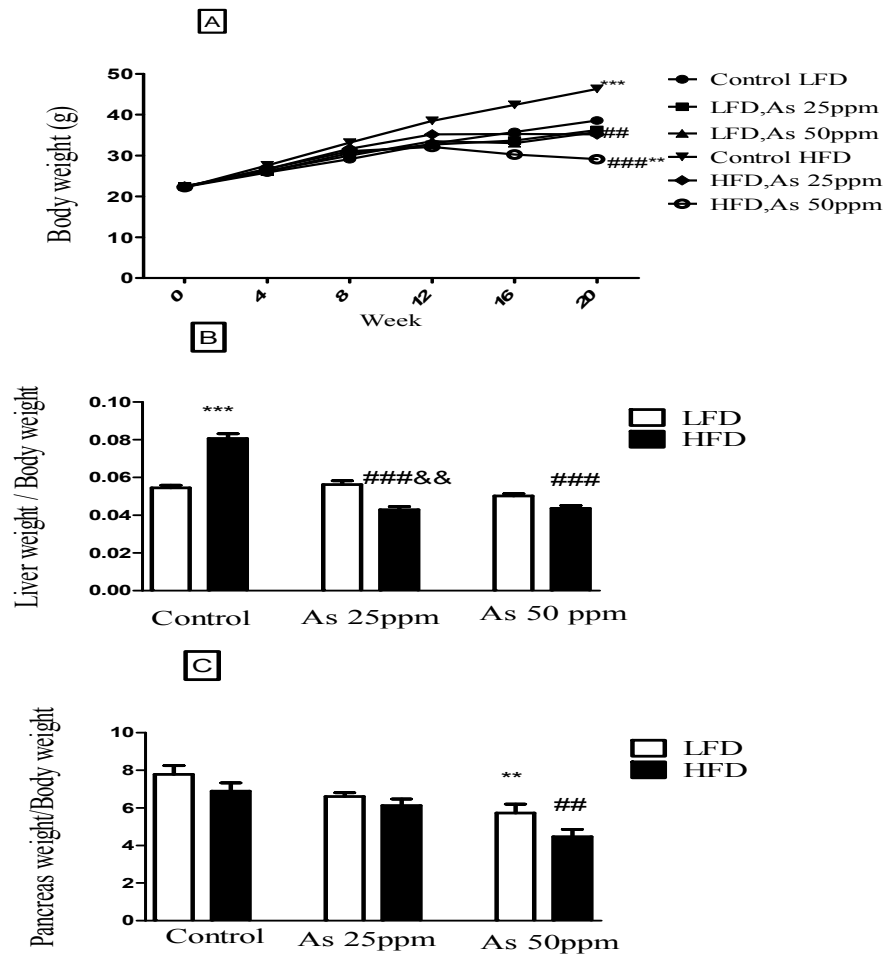 A
Body weight (g)
50
40
30
20
10
0
***
##
###**
0 4 8 12 16 20
Week
Control LFD
LFD,As 25ppm
LFD,As 50ppm
Control HFD
HFD,As 25ppm
HFD,As 50ppm
B
Liver weight / Body weight
0.10
0.08
0.06
0.04
0.02
0.00
***
###&&
###
Control As 25ppm As 50 ppm
LFD
HFD
C
Pancreas weight/Body weight
10
8
6
4
2
0
**
##
Control As 25ppm As 50ppm
LFD
HFD